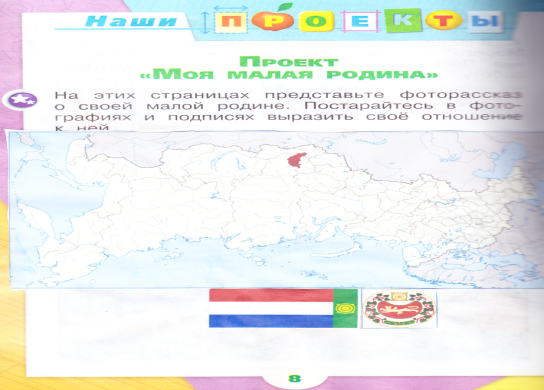 Наши ПРОЕКТЫ
ПРОЕКТ
«МОЯ МАЛАЯ РОДИНА»
На этих страницах представьте фоторассказ
о своей малой родине. Постарайтесь в фото-
графиях и подписях выразить своё отношение
к ней
8